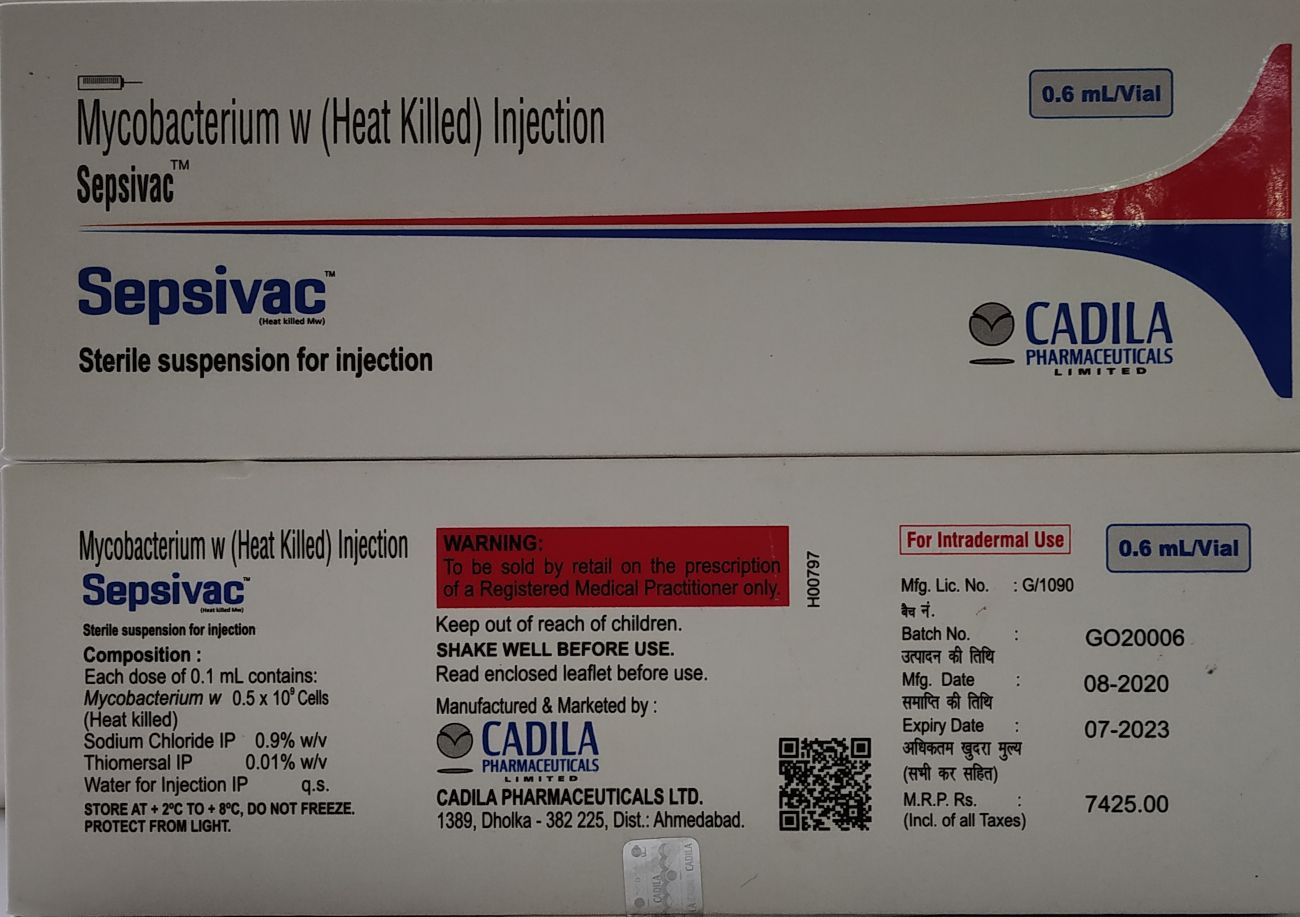 Mycobacterium w (Heat Killed) Injection
Sepsivac™
0.6 mL/Vial
Sepsivac™
(Heat killed Mw)
Sterile suspension for injection
CADILA
PHARMACEUTICALS
LIMITED
Mycobacterium w (Heat Killed) Injection
Sepsivac™
(Heat killed Mw)
Sterile suspension for injection
Composition :
Each dose of 0.1 mL contains:
Mycobacterium w 0.5 x 10⁹ Cells
(Heat killed)
Sodium Chloride IP 0.9% w/v
Thiomersal IP 0.01% w/v
Water for Injection IP q.s.
STORE AT + 2ºC TO + 8ºC, DO NOT FREEZE.
PROTECT FROM LIGHT.
WARNING:
To be sold by retail on the prescription
of a Registered Medical Practitioner only.
H00797
Keep out of reach of children.
SHAKE WELL BEFORE USE.
Read enclosed leaflet before use.
Manufactured & Marketed by :
CADILA
PHARMACEUTICALS
LIMITED
CADILA PHARMACEUTICALS LTD.
1389, Dholka - 382 225, Dist.: Ahmedabad.
CADILA
CADILA
For Intradermal Use
0.6 mL/Vial
Mfg. Lic. No. : G/1090
बैच नं.
Batch No. : GO20006
उत्पादन की तिथि
Mfg. Date : 08-2020
समाप्ति की तिथि
Expiry Date : 07-2023
अधिकतम खुदरा मुल्य
(सभी कर सहित)
M.R.P. Rs. : 7425.00
(Incl. of all Taxes)